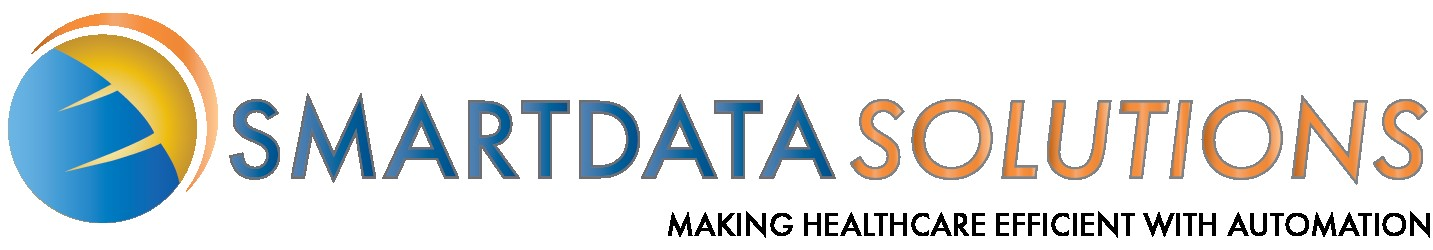 SMARTDATA SOLUTIONS
MAKING HEALTHCARE EFFICIENT WITH AUTOMATION